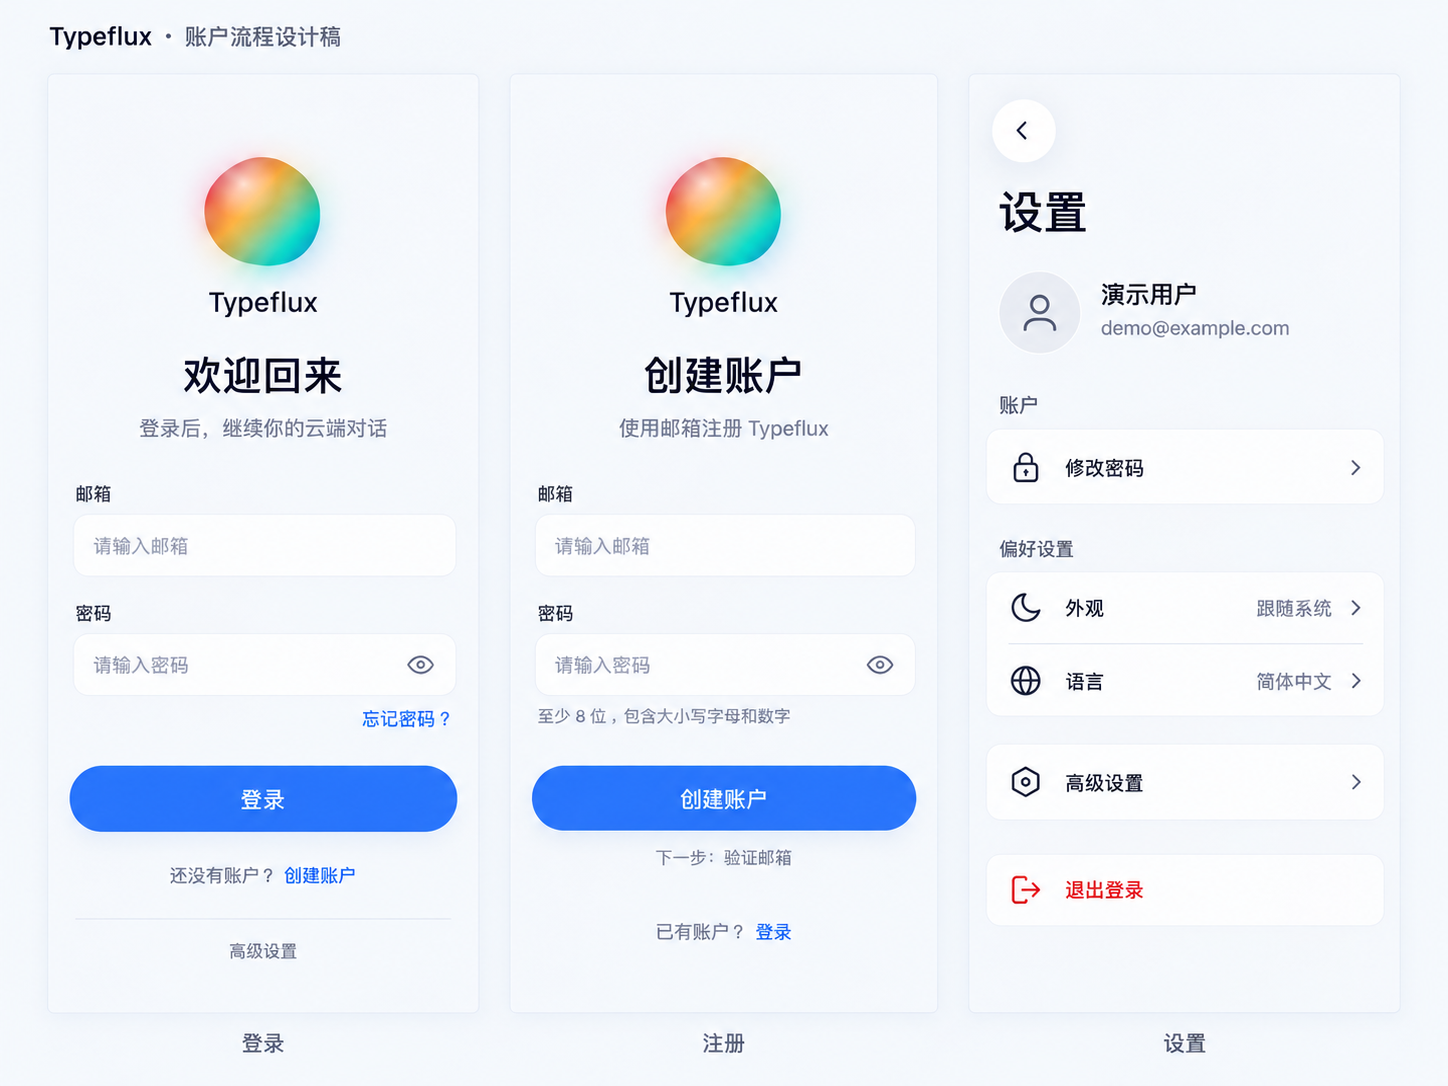 Typeflux · 账户流程设计稿
Typeflux
欢迎回来
登录后，继续你的云端对话
邮箱
请输入邮箱
密码
请输入密码
忘记密码？
登录
还没有账户？ 创建账户
高级设置
登录
Typeflux
创建账户
使用邮箱注册 Typeflux
邮箱
请输入邮箱
密码
请输入密码
至少 8 位，包含大小写字母和数字
创建账户
下一步：验证邮箱
已有账户？ 登录
注册
设置
演示用户
demo@example.com
账户
修改密码
偏好设置
外观 跟随系统
语言 简体中文
高级设置
退出登录
设置